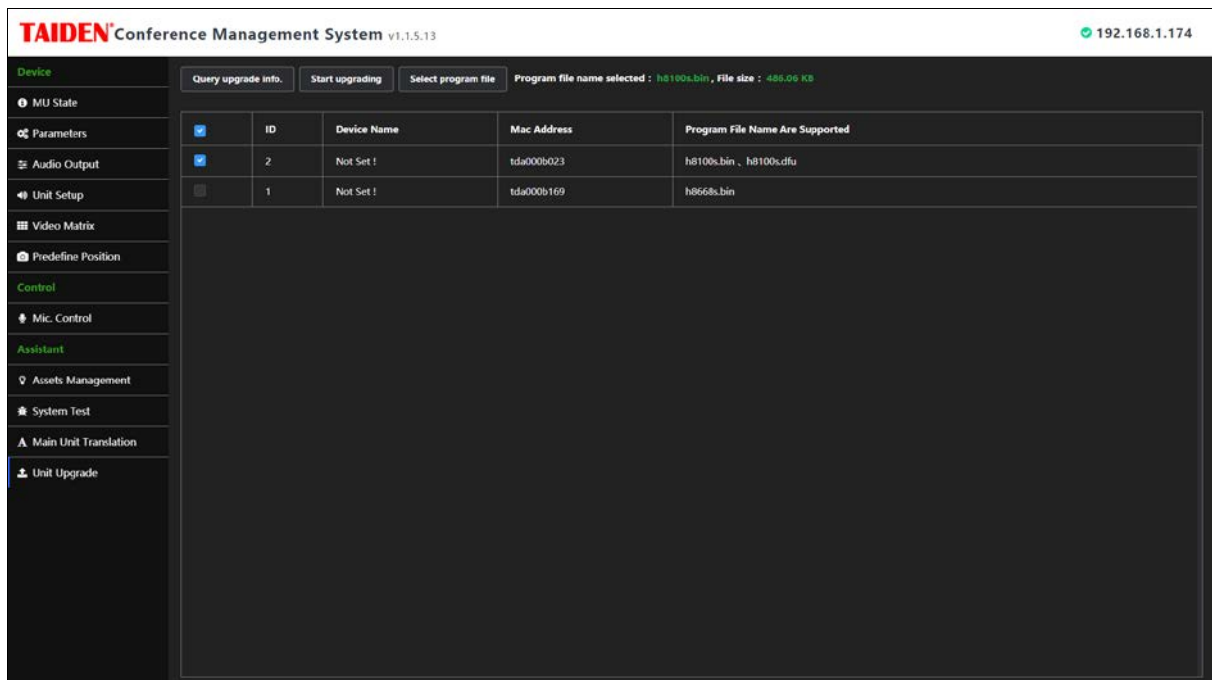 TAIDEN® Conference Management System v1.1.5.13
192.168.1.174
Device
MU State
Parameters
Audio Output
Unit Setup
Video Matrix
Predefine Position
Control
Mic. Control
Assistant
Assets Management
System Test
Main Unit Translation
Unit Upgrade
Query upgrade info. Start upgrading Select program file Program file name selected : h8100s.bin , File size : 486.06 KB
ID Device Name Mac Address Program File Name Are Supported
2 Not Set ! tda000b023 h8100s.bin 、 h8100s.dfu
1 Not Set ! tda000b169 h8668s.bin